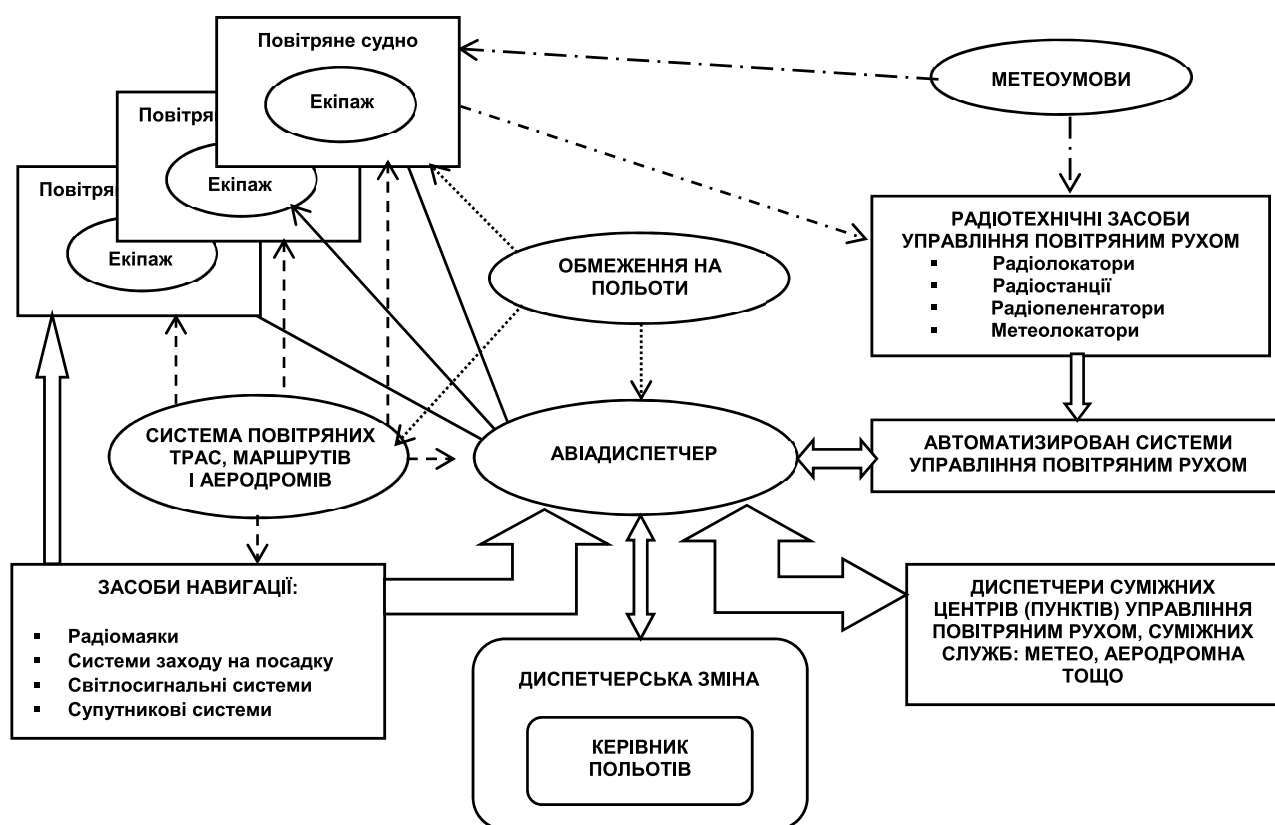 Повітряне судно
Екіпаж
Повітрян
Екіпаж
Повітрян
Екіпаж
МЕТЕОУМОВИ
РАДІОТЕХНІЧНІ ЗАСОБИ
УПРАВЛІННЯ ПОВІТРЯНИМ РУХОМ
▪ Радіолокатори
▪ Радіостанції
▪ Радіопеленгатори
▪ Метеолокатори
ОБМЕЖЕННЯ НА
ПОЛЬОТИ
СИСТЕМА ПОВІТРЯНИХ
ТРАС, МАРШРУТІВ
І АЕРОДРОМІВ
АВІАДИСПЕТЧЕР
АВТОМАТИЗИРОВАН СИСТЕМИ
УПРАВЛІННЯ ПОВІТРЯНИМ РУХОМ
ЗАСОБИ НАВИГАЦІЇ:
▪ Радіомаяки
▪ Системи заходу на посадку
▪ Світлосигнальні системи
▪ Супутникові системи
ДИСПЕТЧЕРСЬКА ЗМІНА
КЕРІВНИК
ПОЛЬОТІВ
ДИСПЕТЧЕРИ СУМІЖНИХ
ЦЕНТРІВ (ПУНКТІВ) УПРАВЛІННЯ
ПОВІТРЯНИМ РУХОМ, СУМІЖНИХ
СЛУЖБ: МЕТЕО, АЕРОДРОМНА
ТОЩО